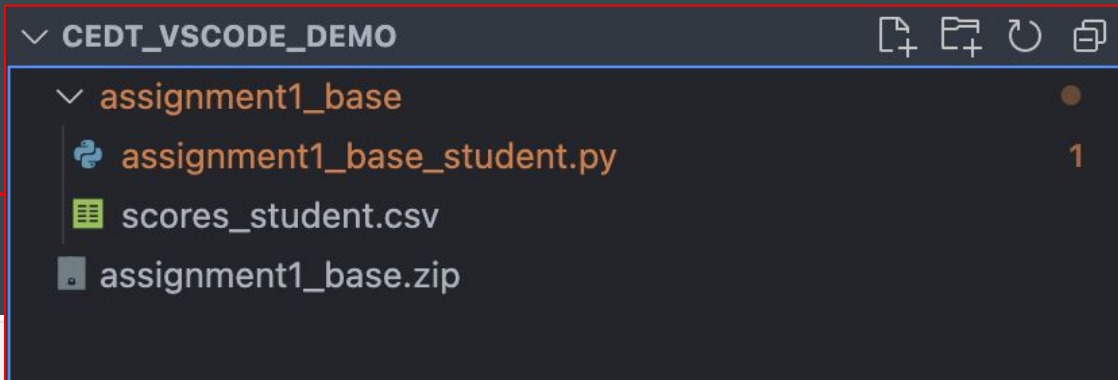 CEDT_VSCODE_DEMO
assignment1_base
assignment1_base_student.py 1
scores_student.csv
assignment1_base.zip